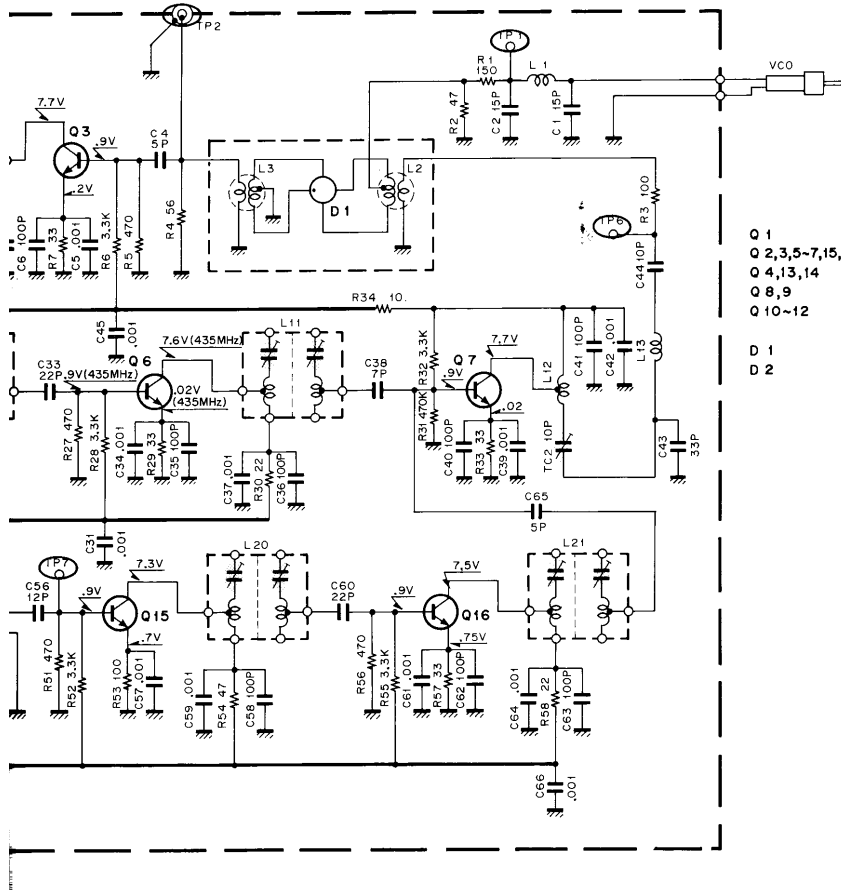 TP2
TP1
R1
150
L 1
VCO
R2 47
C2 15P
C1 15P
7.7V
Q3
.9V
C4
5P
.2V
L3
L2
D1
R3 100
TP6
C6 100P
R7 33
C5 .001
R6 3.3K
R5 470
R4 56
C44 10P
Q 1
Q 2,3,5~7,15,
Q 4,13,14
Q 8,9
Q 10~12
D 1
D 2
R34 10.
C45 .001
7.6V(435MHz)
L11
C33
22P
.9V(435MHz)
Q6
.02V
(435MHz)
C38
7P
R32 3.3K
Q7
.9V
7.7V
L12
C41 100P
C42 .001
L13
R31 470K
.02
R27 470
R28 3.3K
C34 .001
R29 33
C35 100P
C37 .001
R30 22
C36 100P
C40 100P
R33 33
C39 .001
TC2 10P
C43
33P
C65
5P
C31 .001
TP7
C56
12P
.9V
7.3V
Q15
.7V
L20
C60
22P
.9V
7.5V
Q16
.75V
L21
R51 470
R52 3.3K
R53 100
C57 .001
C59 .001
R54 47
C58 100P
R56 470
R55 3.3K
C61 .001
R57 33
C62 100P
C64 .001
R58 22
C63 100P
C66 .001